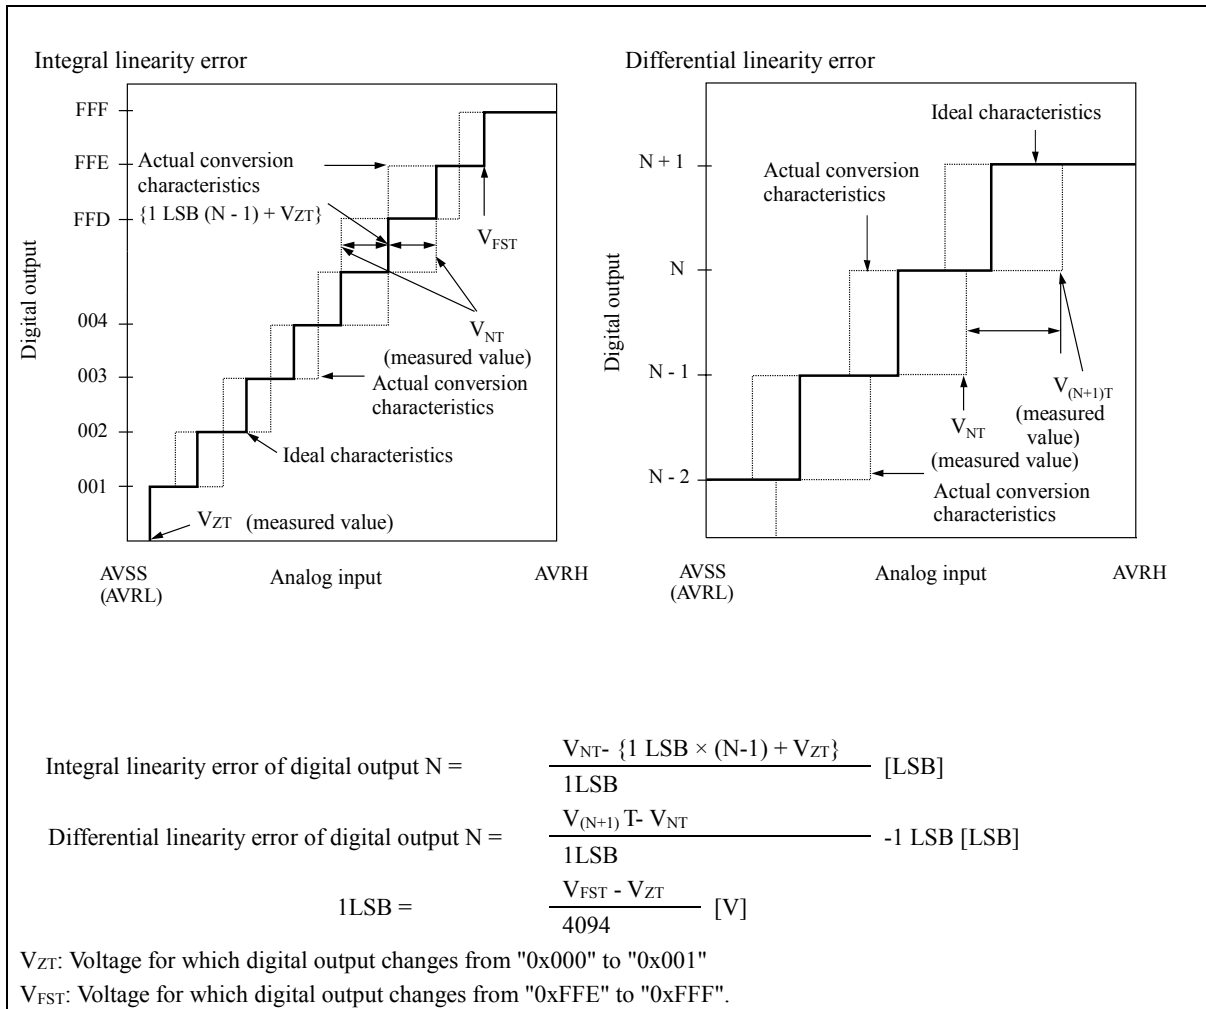 Integral linearity error
FFF
FFE
FFD
004
003
002
001
Digital output
Actual conversion
characteristics
{1 LSB (N - 1) + VZT}
VFST
VNT
(measured value)
Actual conversion
characteristics
Ideal characteristics
VZT (measured value)
AVSS
(AVRL)
Analog input
AVRH
Differential linearity error
N + 1
N
N - 1
N - 2
Digital output
Ideal characteristics
Actual conversion
characteristics
V(N+1)T
(measured
value)
VNT
(measured value)
Actual conversion
characteristics
AVSS
(AVRL)
Analog input
AVRH
Integral linearity error of digital output N =
VNT- {1 LSB × (N-1) + VZT}
1LSB
[LSB]
Differential linearity error of digital output N =
V(N+1) T- VNT
1LSB
-1 LSB [LSB]
1LSB =
VFST - VZT
4094
[V]
VZT: Voltage for which digital output changes from "0x000" to "0x001"
VFST: Voltage for which digital output changes from "0xFFE" to "0xFFF".